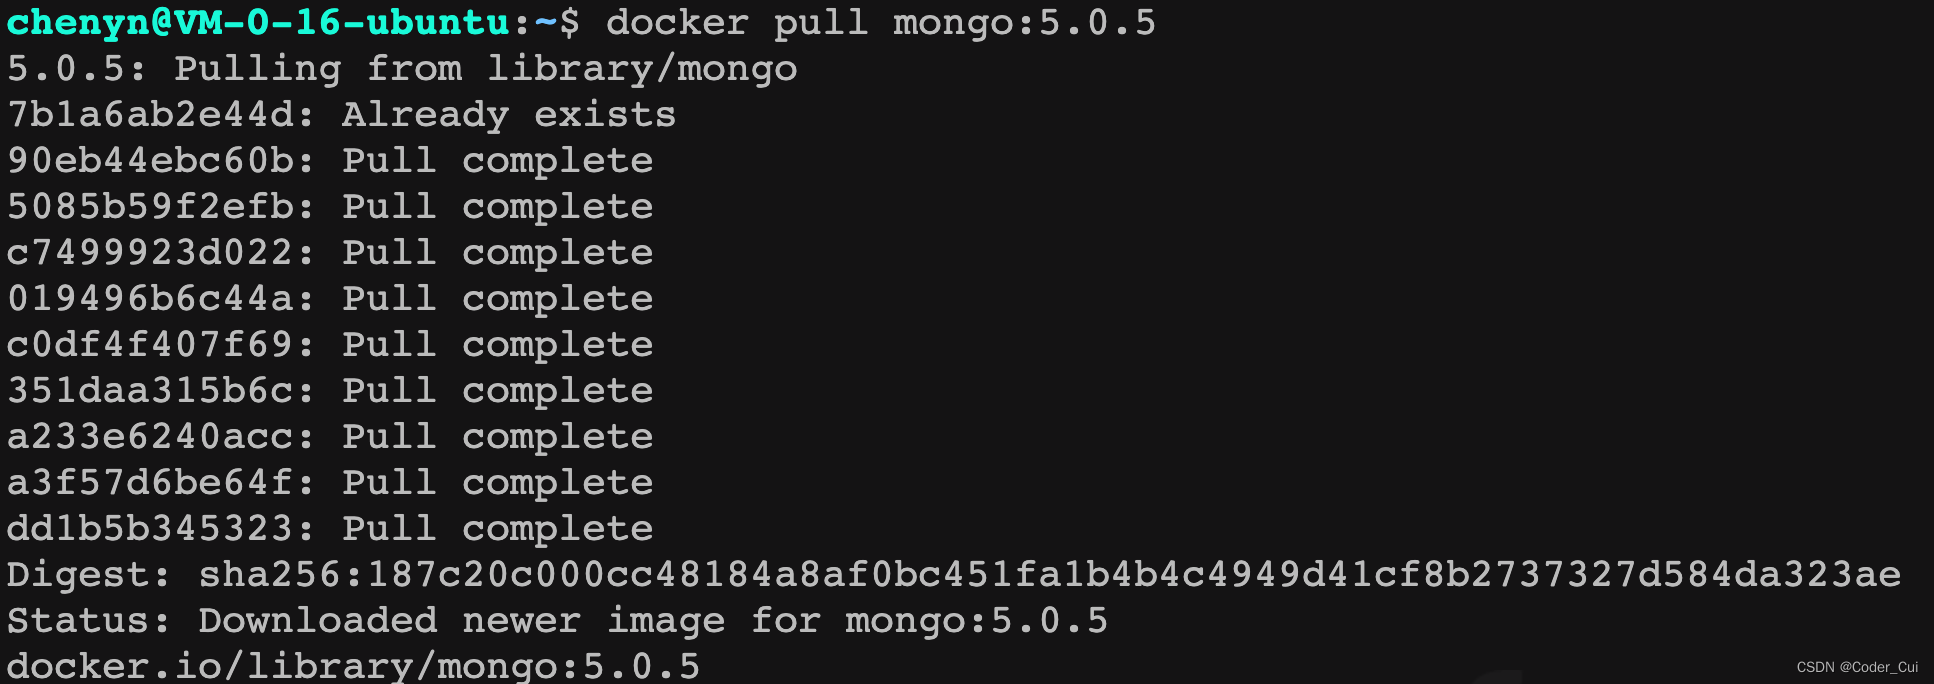 chenyn@VM-0-16-ubuntu:~$ docker pull mongo:5.0.5
5.0.5: Pulling from library/mongo
7b1a6ab2e44d: Already exists
90eb44ebc60b: Pull complete
5085b59f2efb: Pull complete
c7499923d022: Pull complete
019496b6c44a: Pull complete
c0df4f407f69: Pull complete
351daa315b6c: Pull complete
a233e6240acc: Pull complete
a3f57d6be64f: Pull complete
dd1b5b345323: Pull complete
Digest: sha256:187c20c000cc48184a8af0bc451fa1b4b4c4949d41cf8b2737327d584da323ae
Status: Downloaded newer image for mongo:5.0.5
docker.io/library/mongo:5.0.5
CSDN @Coder_Cui